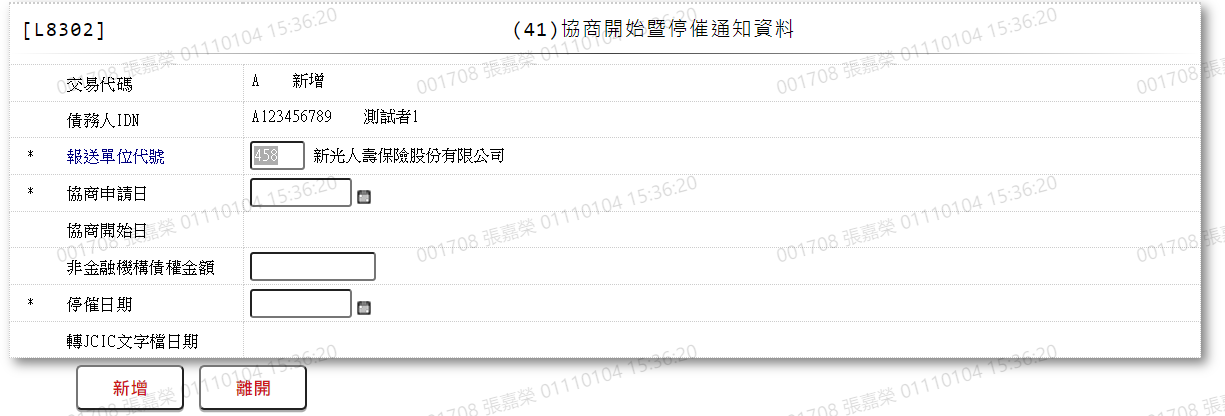 [L8302]
(41)協商開始暨停催通知資料
交易代碼 A 新增
債務人IDN A123456789 測試者1
* 報送單位代號 458 新光人壽保險股份有限公司
* 協商申請日
協商開始日
非金融機構債權金額
* 停催日期
轉JCIC文字檔日期
新增 離開
001708 張嘉榮 01110104 15:36:20